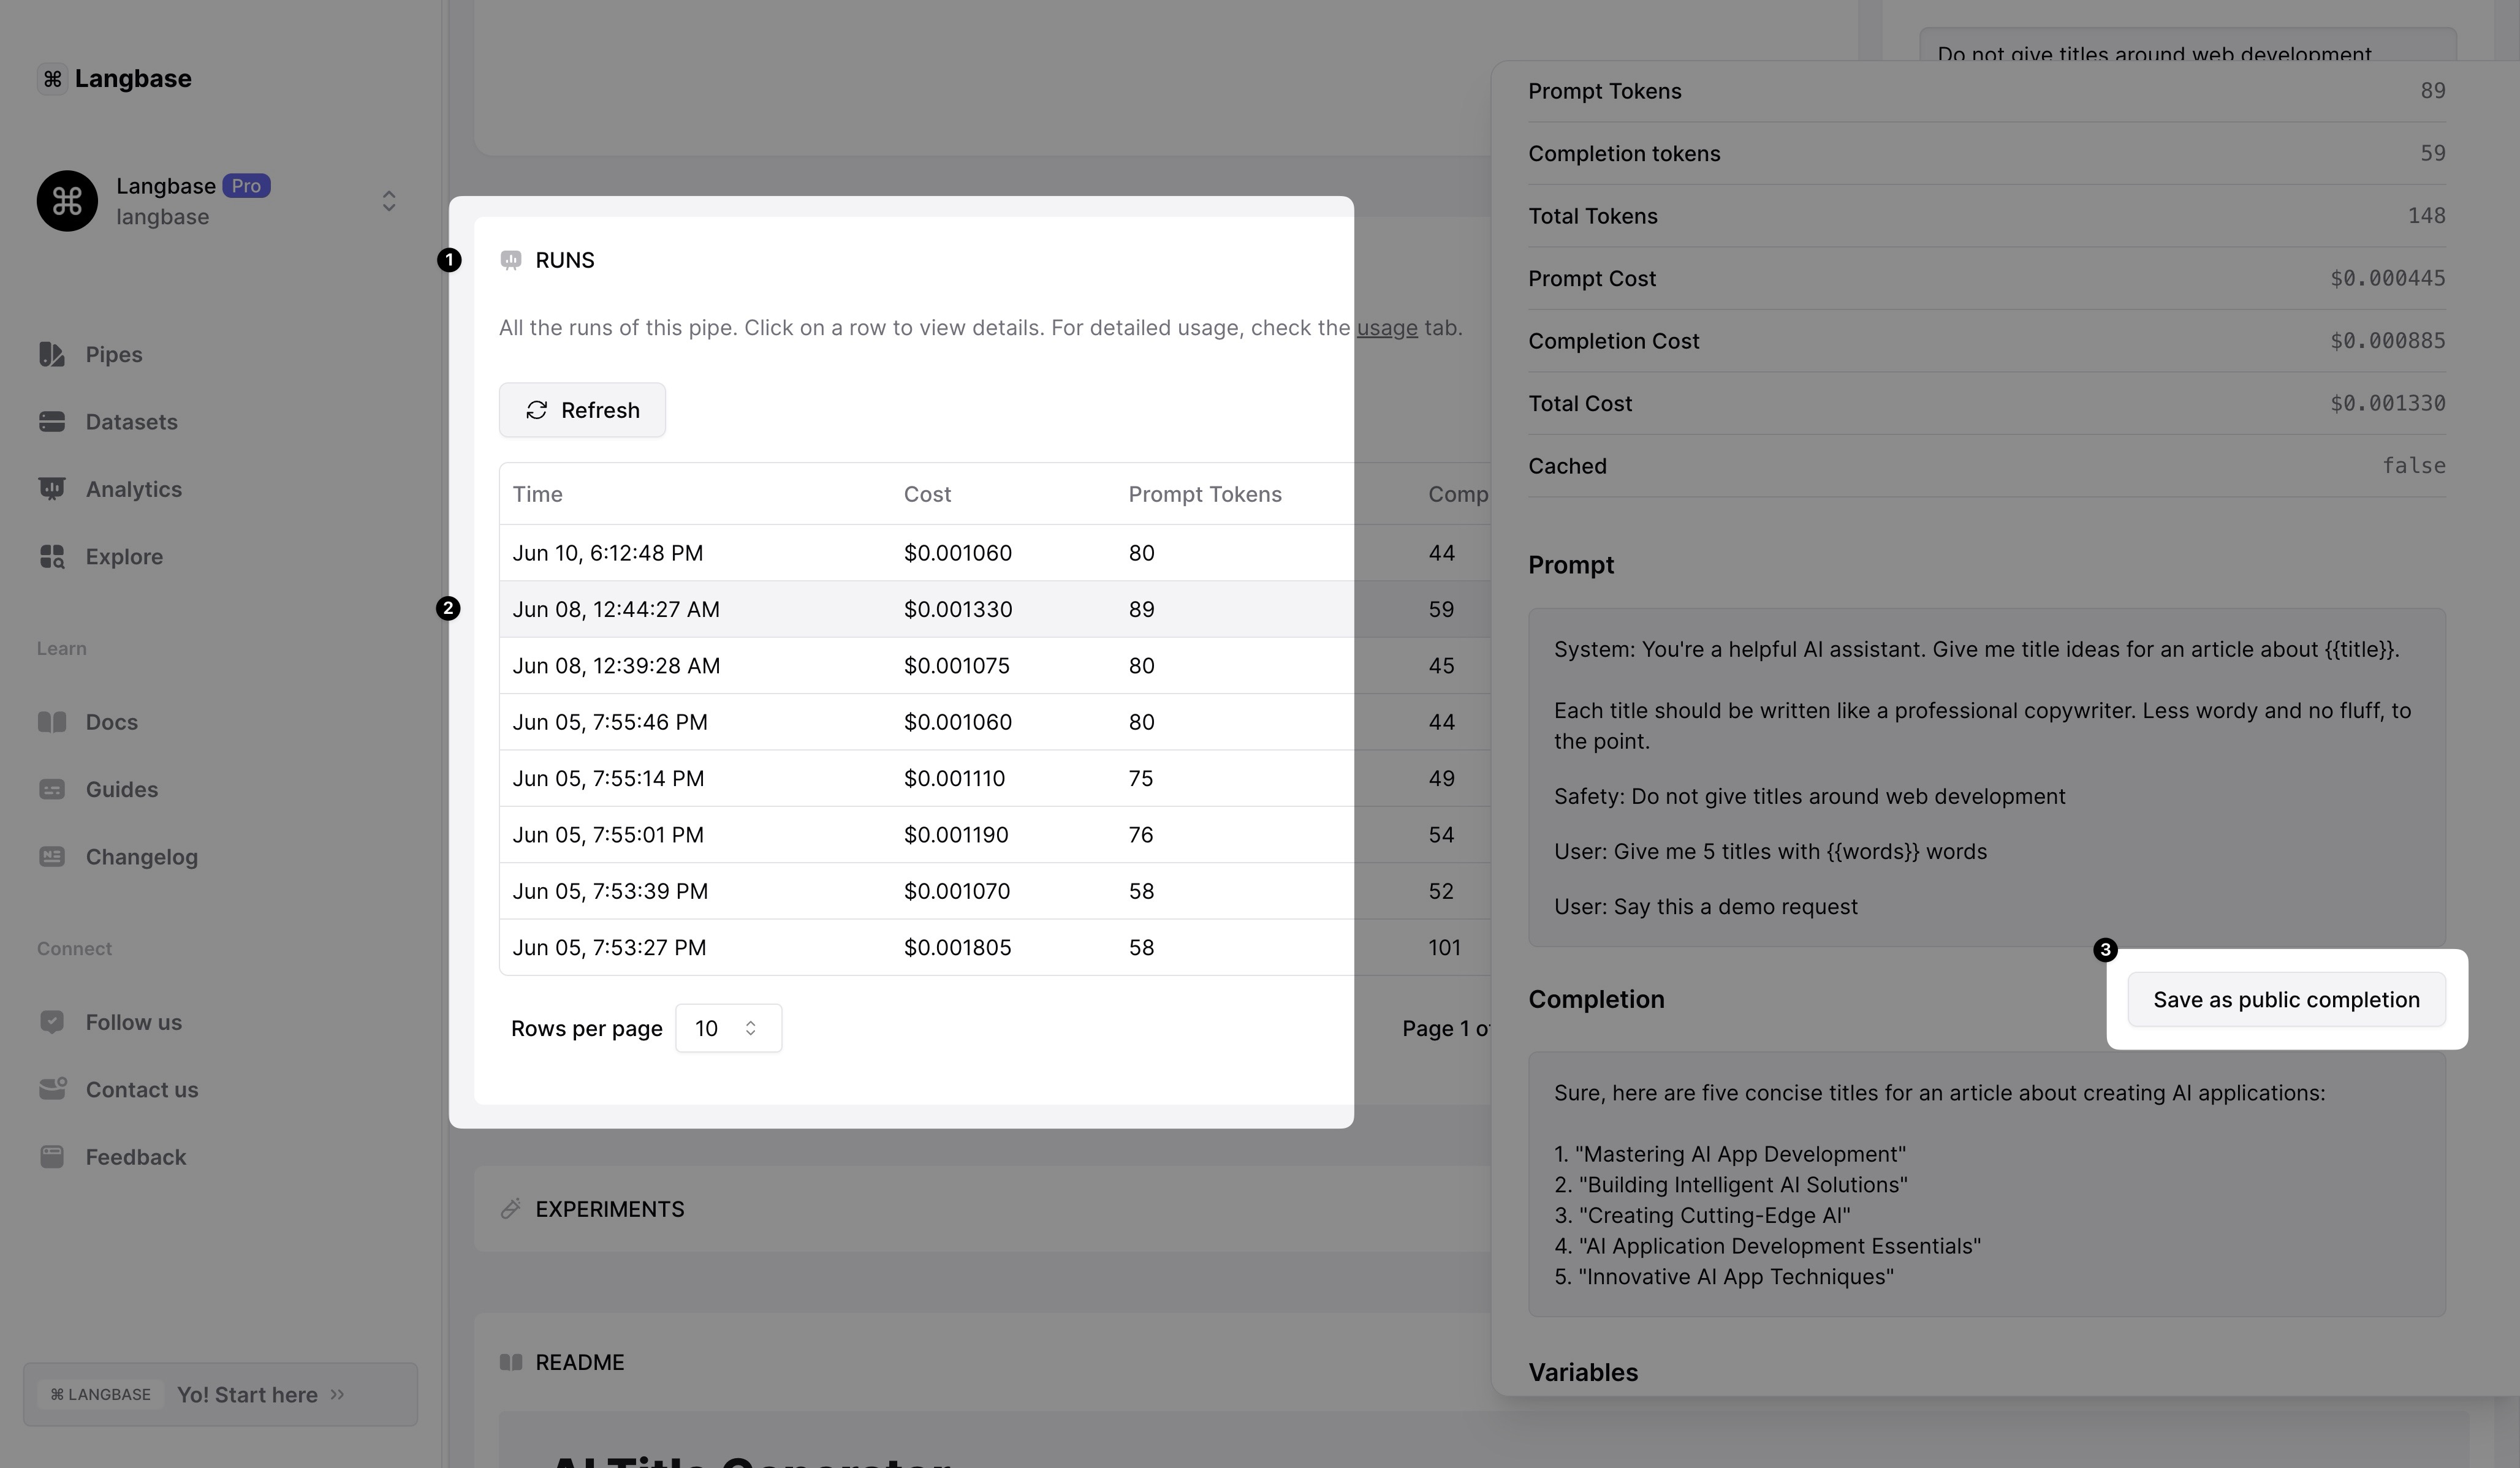 ⌘ Langbase
Langbase Pro
langbase
Pipes
Datasets
Analytics
Explore
Learn
Docs
Guides
Changelog
Connect
Follow us
Contact us
Feedback
⌘ LANGBASE Yo! Start here
1
RUNS
All the runs of this pipe. Click on a row to view details. For detailed usage, check the usage tab.
Refresh
Time Cost Prompt Tokens Comp
Jun 10, 6:12:48 PM $0.001060 80 44
2
Jun 08, 12:44:27 AM $0.001330 89 59
Jun 08, 12:39:28 AM $0.001075 80 45
Jun 05, 7:55:46 PM $0.001060 80 44
Jun 05, 7:55:14 PM $0.001110 75 49
Jun 05, 7:55:01 PM $0.001190 76 54
Jun 05, 7:53:39 PM $0.001070 58 52
Jun 05, 7:53:27 PM $0.001805 58 101
Rows per page 10 Page 1 of
EXPERIMENTS
README
AI Title Generator
Do not give titles around web development
Prompt Tokens 89
Completion tokens 59
Total Tokens 148
Prompt Cost $0.000445
Completion Cost $0.000885
Total Cost $0.001330
Cached false
Prompt
System: You're a helpful AI assistant. Give me title ideas for an article about {{title}}.
Each title should be written like a professional copywriter. Less wordy and no fluff, to
the point.
Safety: Do not give titles around web development
User: Give me 5 titles with {{words}} words
User: Say this a demo request
3
Completion Save as public completion
Sure, here are five concise titles for an article about creating AI applications:
1. "Mastering AI App Development"
2. "Building Intelligent AI Solutions"
3. "Creating Cutting-Edge AI"
4. "AI Application Development Essentials"
5. "Innovative AI App Techniques"
Variables